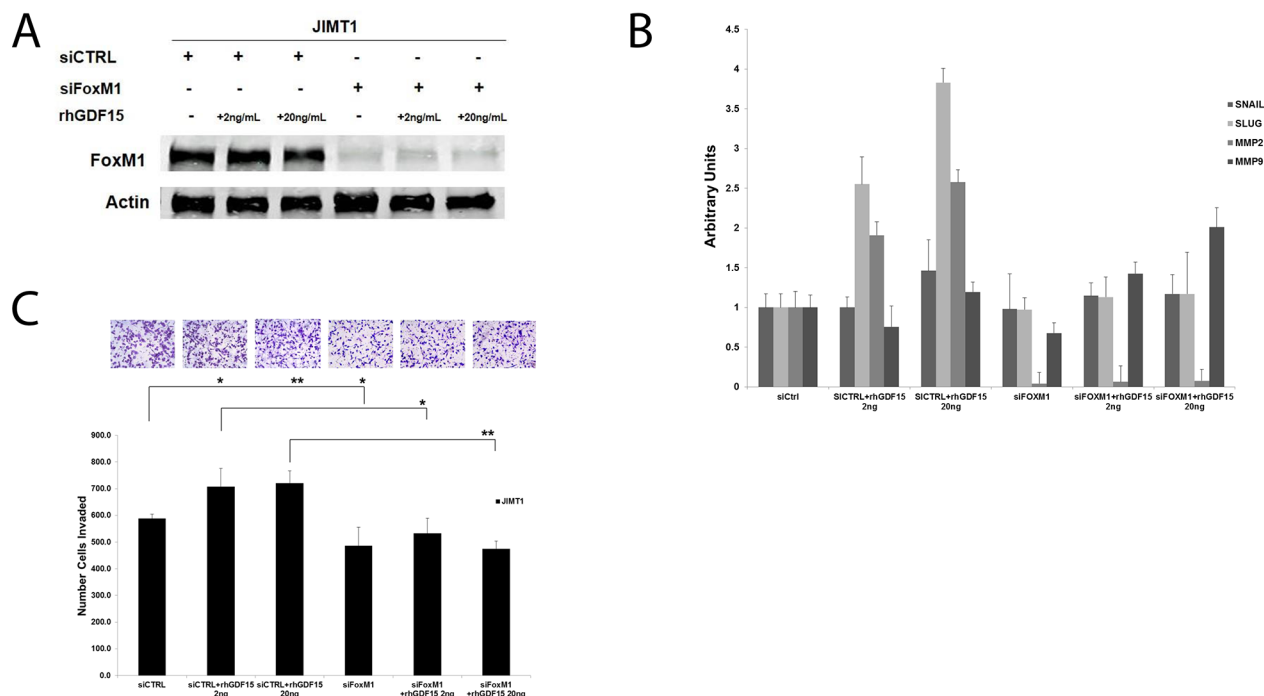 A
JIMT1
siCTRL + + + - - -
siFoxM1 - - - + + +
rhGDF15 - +2ng/mL +20ng/mL - +2ng/mL +20ng/mL
FoxM1
Actin
B
Arbitrary Units
4.5
4
3.5
3
2.5
2
1.5
1
0.5
0
siCtrl
SICTRL+rhGDF15
2ng
SICTRL+rhGDF15
20ng
siFOXM1
siFOXM1+rhGDF15
2ng
siFOXM1+rhGDF15
20ng
SNAIL
SLUG
MMP2
MMP9
C
* ** *
*
**
Number Cells Invaded
900.0
800.0
700.0
600.0
500.0
400.0
300.0
200.0
100.0
0.0
JIMT1
siCTRL
siCTRL+rhGDF15
2ng
siCTRL+rhGDF15
20ng
siFoxM1
siFoxM1
+rhGDF15 2ng
siFoxM1
+rhGDF15 20ng